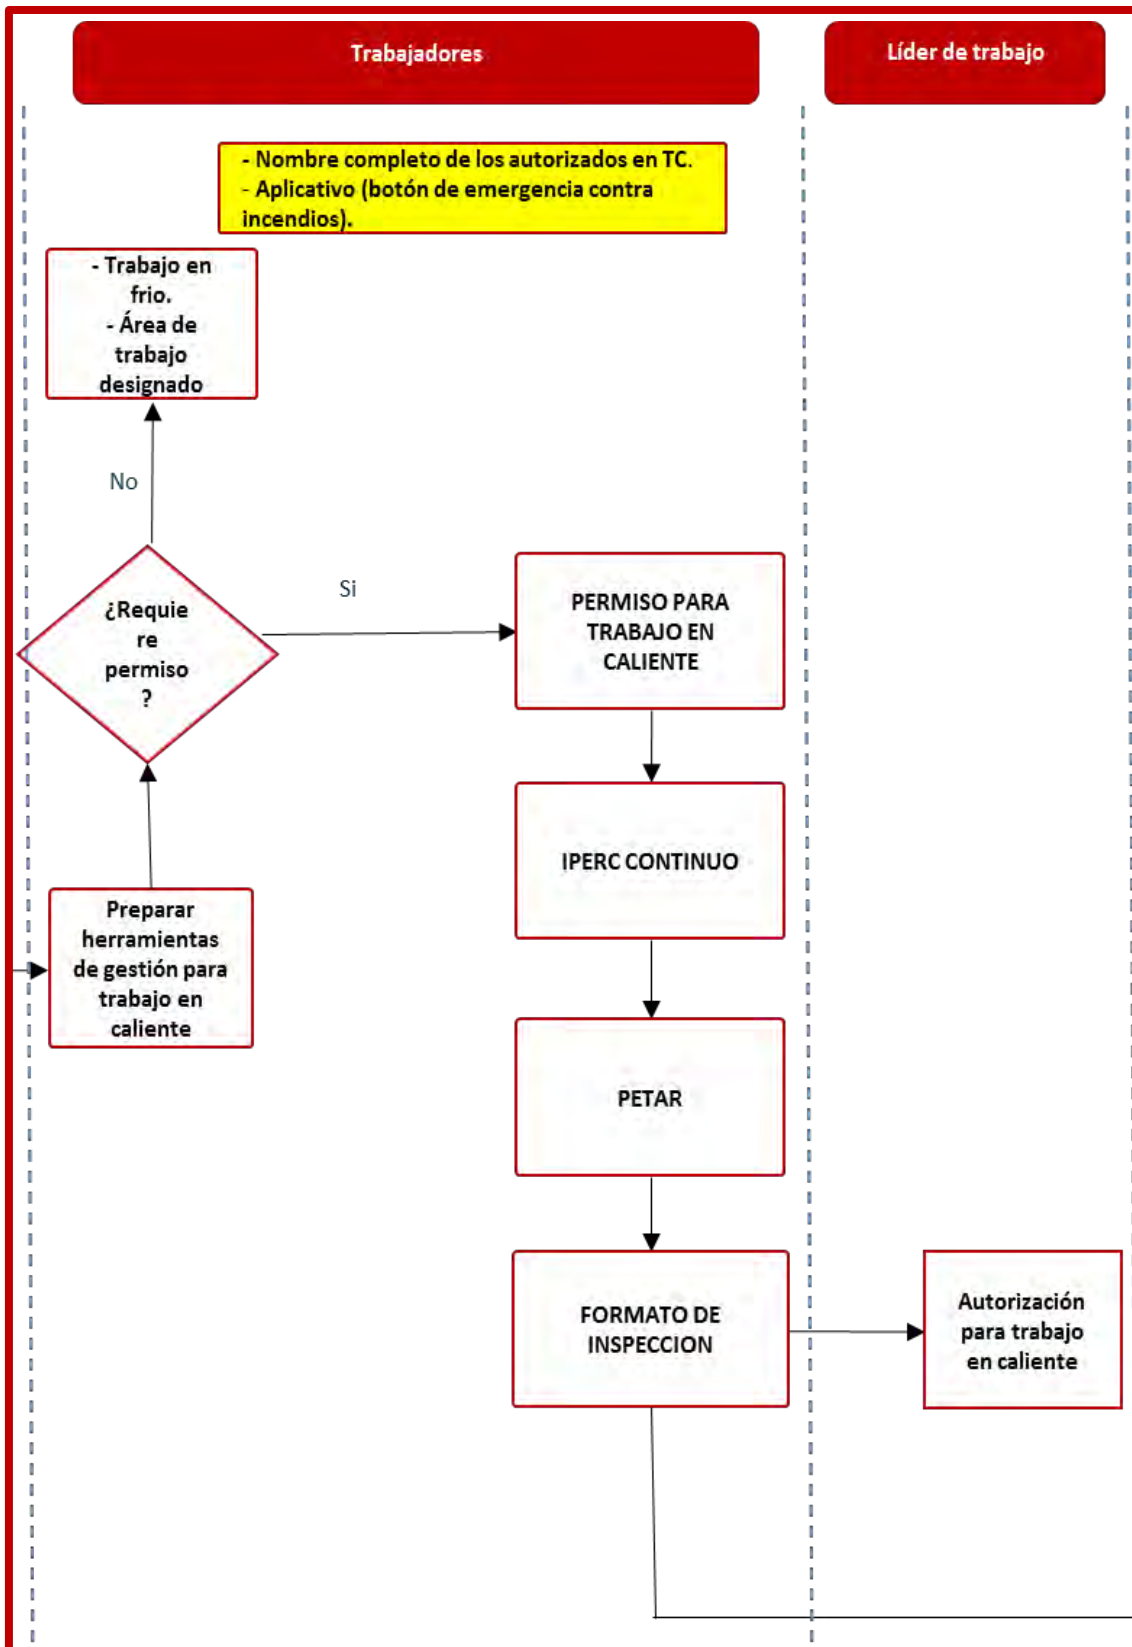 Trabajadores
Líder de trabajo
- Nombre completo de los autorizados en TC.
- Aplicativo (botón de emergencia contra
incendios).
- Trabajo en
frio.
- Área de
trabajo
designado
No
¿Requie
re
permiso
?
Si
PERMISO PARA
TRABAJO EN
CALIENTE
IPERC CONTINUO
Preparar
herramientas
de gestión para
trabajo en
caliente
PETAR
FORMATO DE
INSPECCION
Autorización
para trabajo
en caliente